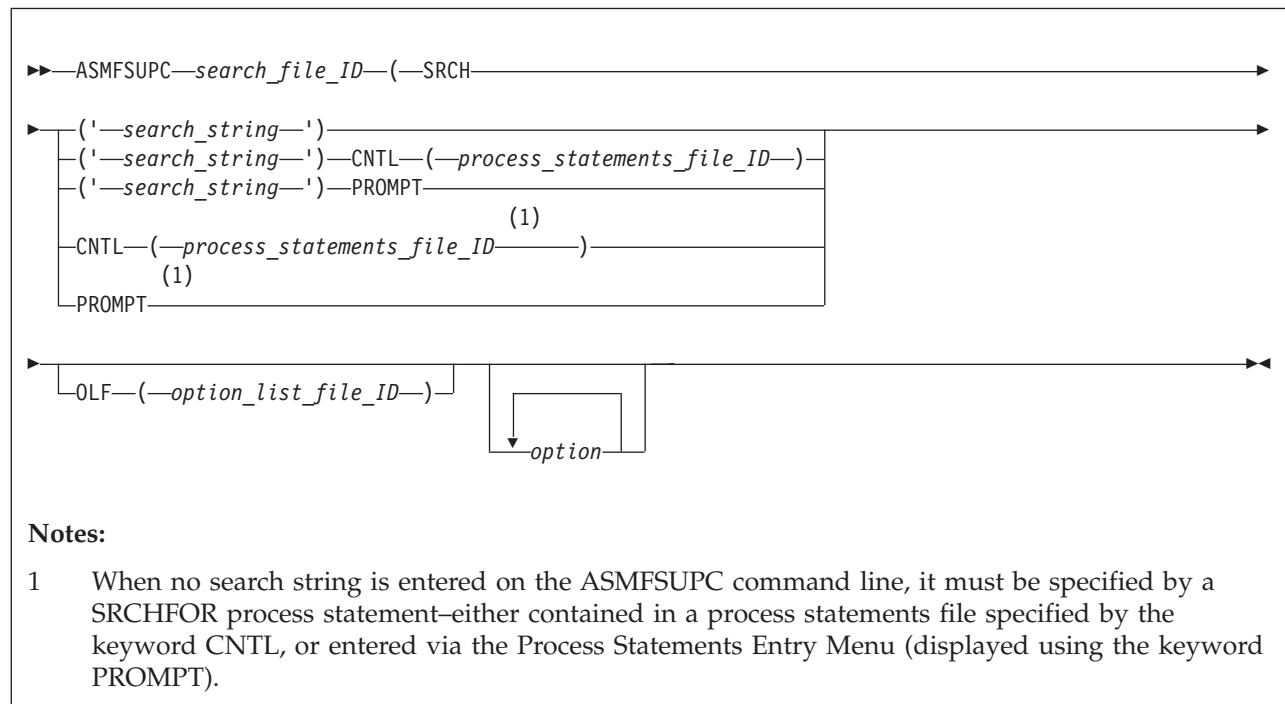 ►►—ASMFSUPC—search_file_ID—(—SRCH—►
►—('—search_string—')—►
('—search_string—')—CNTL—(—process_statements_file_ID—)
('—search_string—')—PROMPT
(1)
CNTL—(—process_statements_file_ID—)
(1)
PROMPT
►—►◄
OLF—(—option_list_file_ID—)
option
Notes:
1 When no search string is entered on the ASMFSUPC command line, it must be specified by a
SRCHFOR process statement–either contained in a process statements file specified by the
keyword CNTL, or entered via the Process Statements Entry Menu (displayed using the keyword
PROMPT).